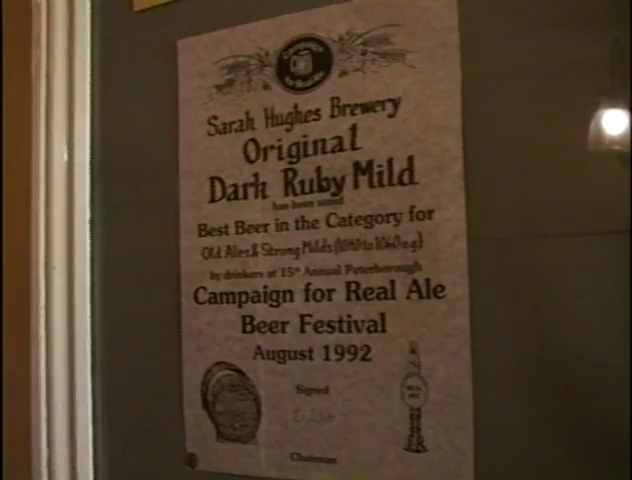 Sarah Hughes Brewery
Original
Dark Ruby Mild
has been voted
Best Beer in the Category for
Old Ales & Strong Milds (1040 to 1060 o.g)
by drinkers at 15th Annual Peterborough
Campaign for Real Ale
Beer Festival
August 1992
Signed
Chairman